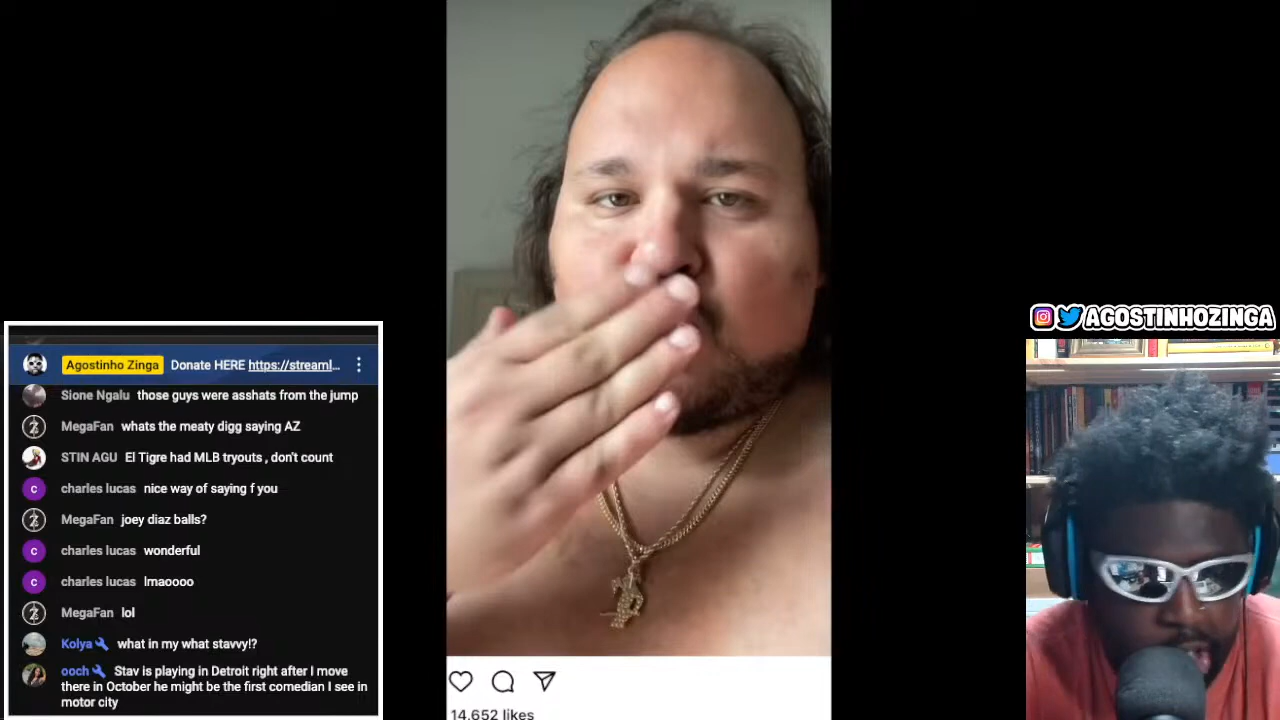 Agostinho Zinga Donate HERE https://streaml...
Sione Ngalu those guys were asshats from the jump
MegaFan whats the meaty digg saying AZ
STIN AGU El Tigre had MLB tryouts , don't count
c charles lucas nice way of saying f you
MegaFan joey diaz balls?
c charles lucas wonderful
c charles lucas lmaoooo
MegaFan lol
Kolya what in my what stavvy!?
ooch Stav is playing in Detroit right after I move
there in October he might be the first comedian I see in
motor city
14,652 likes
AGOSTINHOZINGA